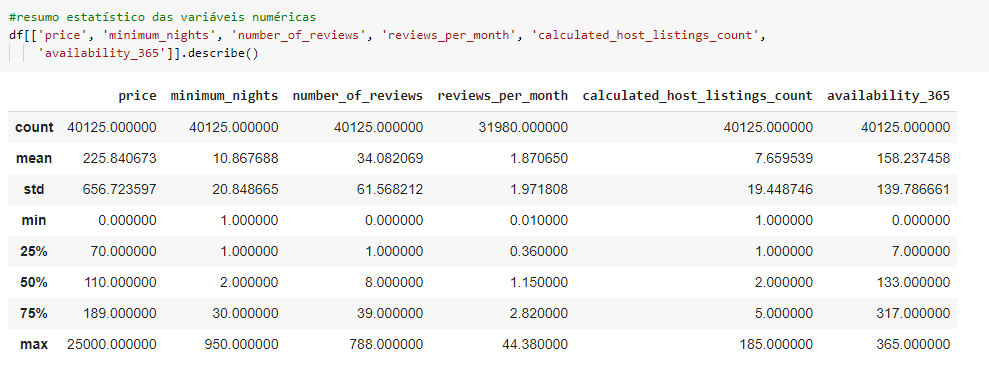 #resumo estatístico das variáveis numéricas
df[['price', 'minimum_nights', 'number_of_reviews', 'reviews_per_month', 'calculated_host_listings_count',
'availability_365']].describe()
price minimum_nights number_of_reviews reviews_per_month calculated_host_listings_count availability_365
count 40125.000000 40125.000000 40125.000000 31980.000000 40125.000000 40125.000000
mean 225.840673 10.867688 34.082069 1.870650 7.659539 158.237458
std 656.723597 20.848665 61.568212 1.971808 19.448746 139.786661
min 0.000000 1.000000 0.000000 0.010000 1.000000 0.000000
25% 70.000000 1.000000 1.000000 0.360000 1.000000 7.000000
50% 110.000000 2.000000 8.000000 1.150000 2.000000 133.000000
75% 189.000000 30.000000 39.000000 2.820000 5.000000 317.000000
max 25000.000000 950.000000 788.000000 44.380000 185.000000 365.000000